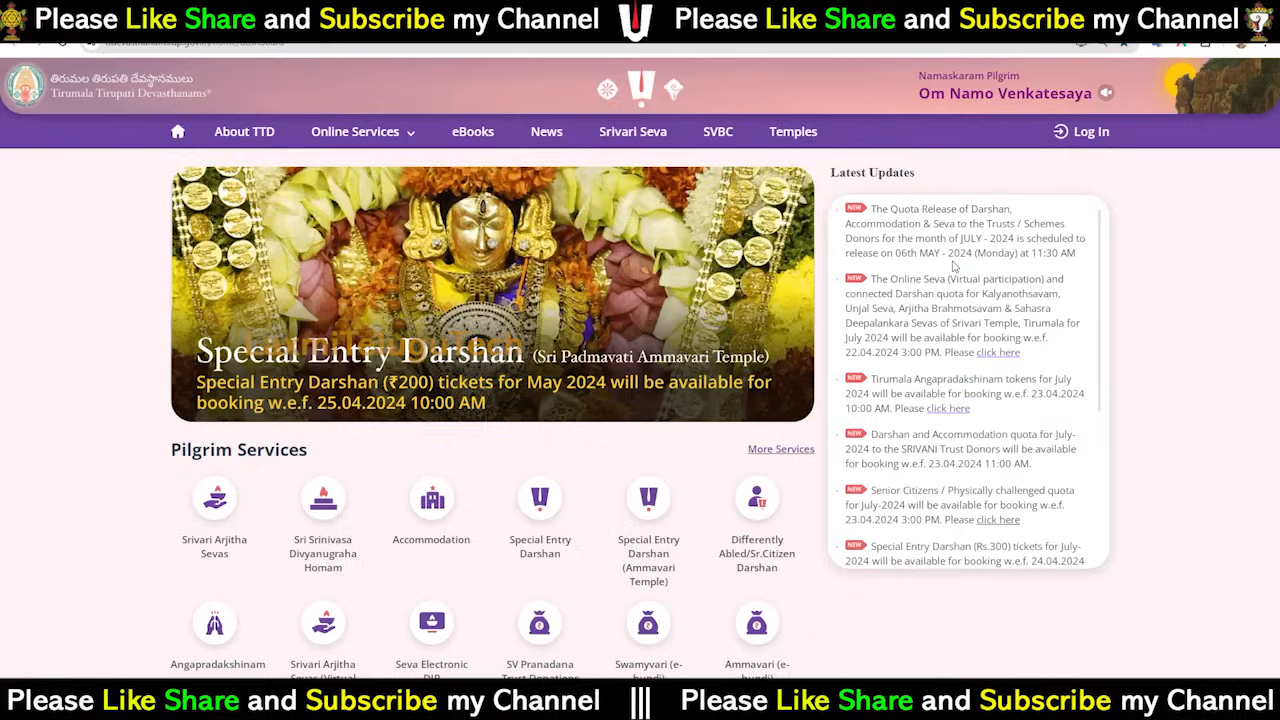 Please Like Share and Subscribe my Channel Please Like Share and Subscribe my Channel
తిరుమల తిరుపతి దేవస్థానములు
Tirumala Tirupati Devasthanams®
Namaskaram Pilgrim
Om Namo Venkatesaya
About TTD Online Services eBooks News Srivari Seva SVBC Temples Log In
Special Entry Darshan (Sri Padmavati Ammavari Temple)
Special Entry Darshan (₹200) tickets for May 2024 will be available for
booking w.e.f. 25.04.2024 10:00 AM
Latest Updates
NEW The Quota Release of Darshan,
Accommodation & Seva to the Trusts / Schemes
Donors for the month of JULY - 2024 is scheduled to
release on 06th MAY - 2024 (Monday) at 11:30 AM
NEW The Online Seva (Virtual participation) and
connected Darshan quota for Kalyanothsavam,
Unjal Seva, Arjitha Brahmotsavam & Sahasra
Deepalankara Sevas of Srivari Temple, Tirumala for
July 2024 will be available for booking w.e.f.
22.04.2024 3:00 PM. Please click here
NEW Tirumala Angapradakshinam tokens for July
2024 will be available for booking w.e.f. 23.04.2024
10:00 AM. Please click here
NEW Darshan and Accommodation quota for July-
2024 to the SRIVANI Trust Donors will be available
for booking w.e.f. 23.04.2024 11:00 AM.
NEW Senior Citizens / Physically challenged quota
for July-2024 will be available for booking w.e.f.
23.04.2024 3:00 PM. Please click here
NEW Special Entry Darshan (Rs.300) tickets for July-
2024 will be available for booking w.e.f. 24.04.2024
Pilgrim Services
More Services
Srivari Arjitha
Sevas
Sri Srinivasa
Divyanugraha
Homam
Accommodation
Special Entry
Darshan
Special Entry
Darshan
(Ammavari
Temple)
Differently
Abled/Sr.Citizen
Darshan
Angapradakshinam
Srivari Arjitha
Sevas (Virtual
Seva Electronic
DIP
SV Pranadana
Trust Donations
Swamyvari (e-
hundi)
Ammavari (e-
hundi)
Please Like Share and Subscribe my Channel ||| Please Like Share and Subscribe my Channel